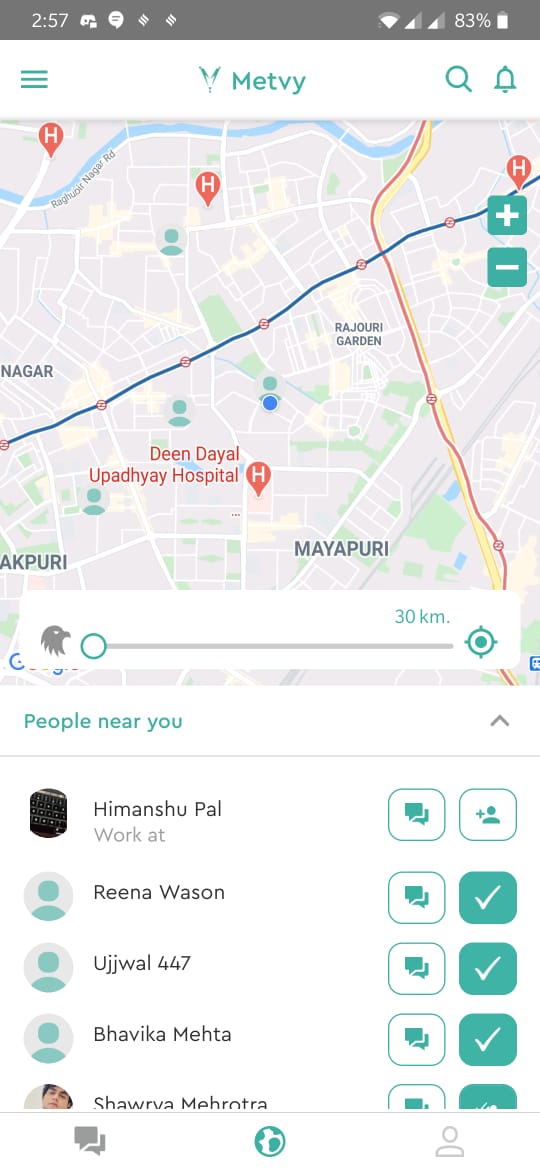 2:57
83%
Metvy
H
H
H
Raghubir Nagar Rd
RAJOURI
GARDEN
NAGAR
Deen Dayal
Upadhyay Hospital
H
MAYAPURI
AKPURI
30 km.
Google
People near you
Himanshu Pal
Work at
Reena Wason
Ujjwal 447
Bhavika Mehta
Shawrya Mehrotra